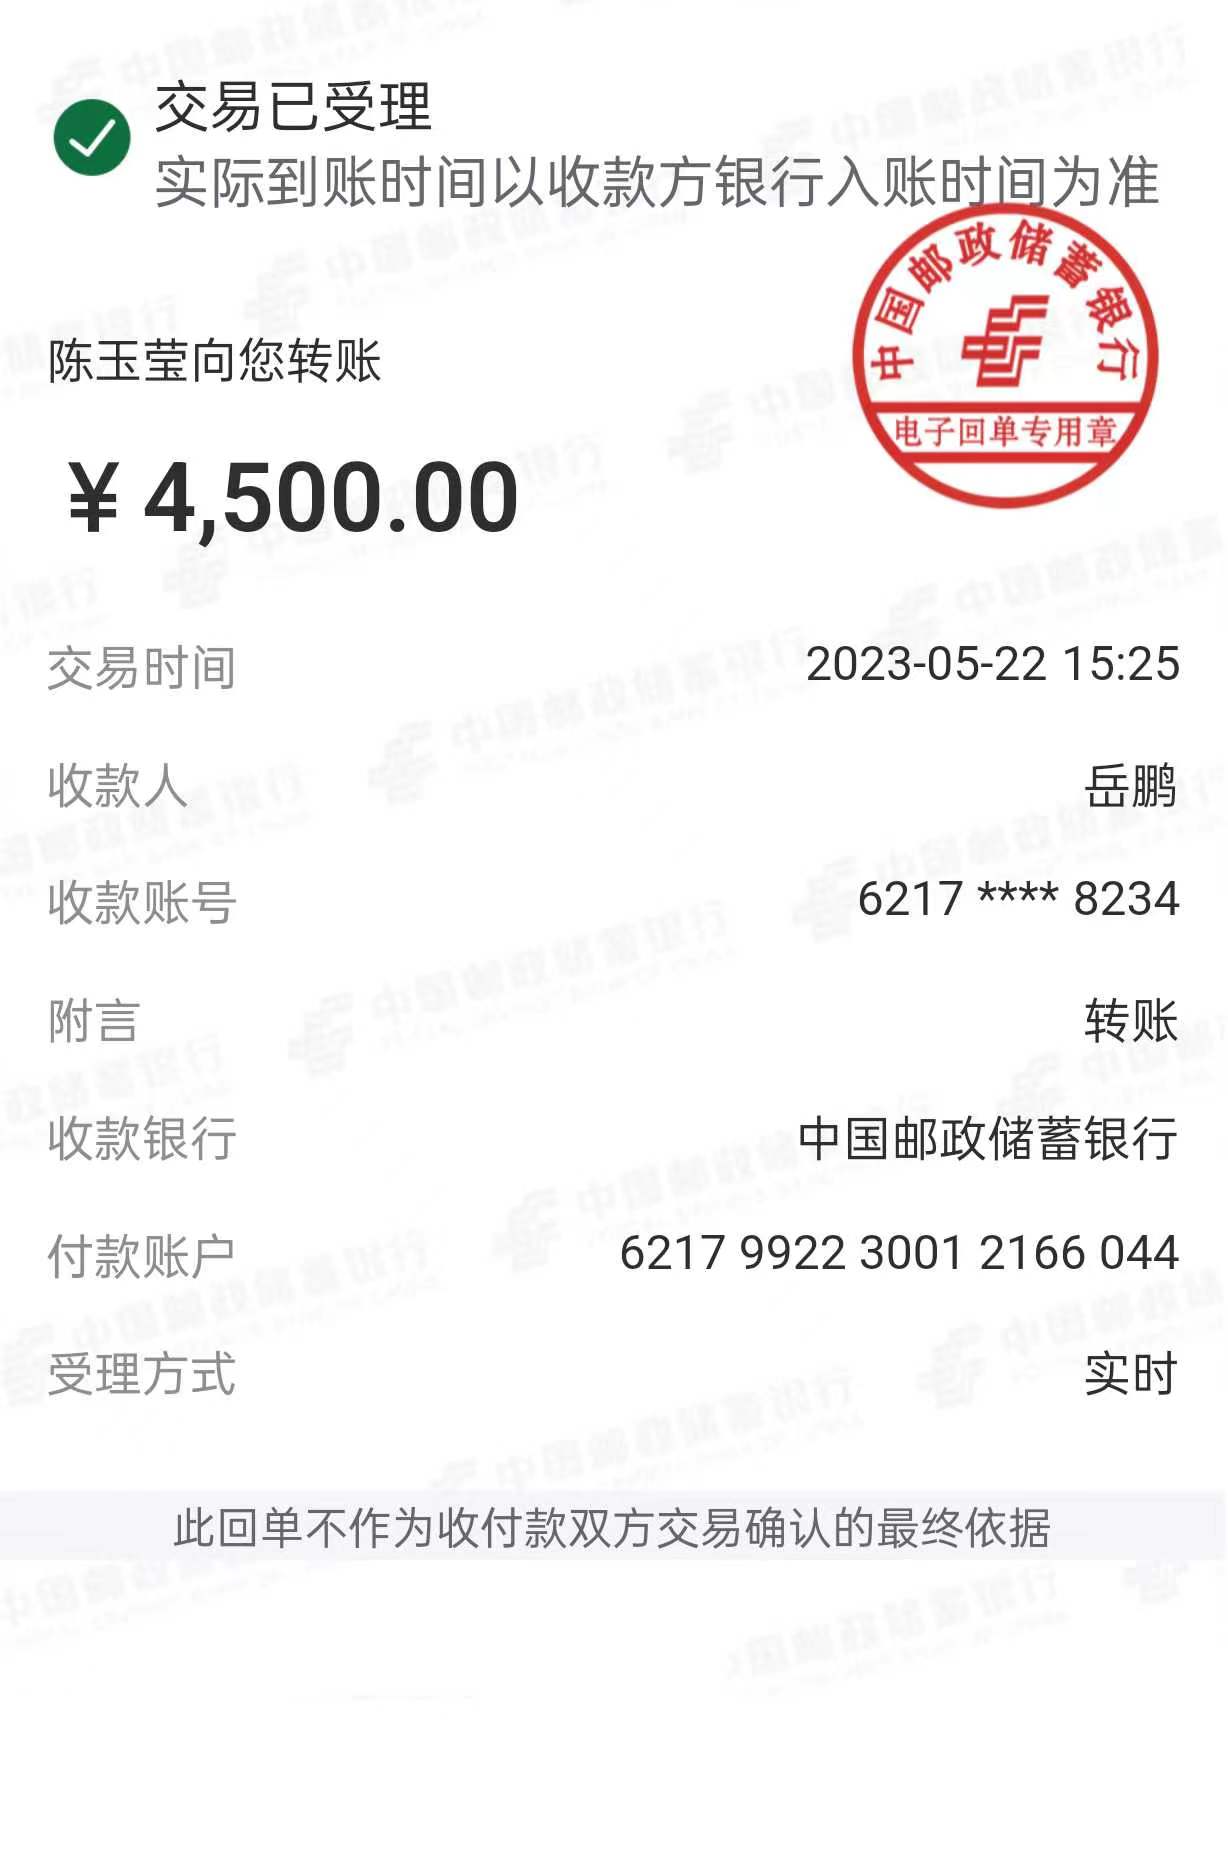 交易已受理
实际到账时间以收款方银行入账时间为准
中国邮政储蓄银行
电子回单专用章
陈玉莹向您转账
¥ 4,500.00
交易时间 2023-05-22 15:25
收款人 岳鹏
收款账号 6217 **** 8234
附言 转账
收款银行 中国邮政储蓄银行
付款账户 6217 9922 3001 2166 044
受理方式 实时
此回单不作为收付款双方交易确认的最终依据